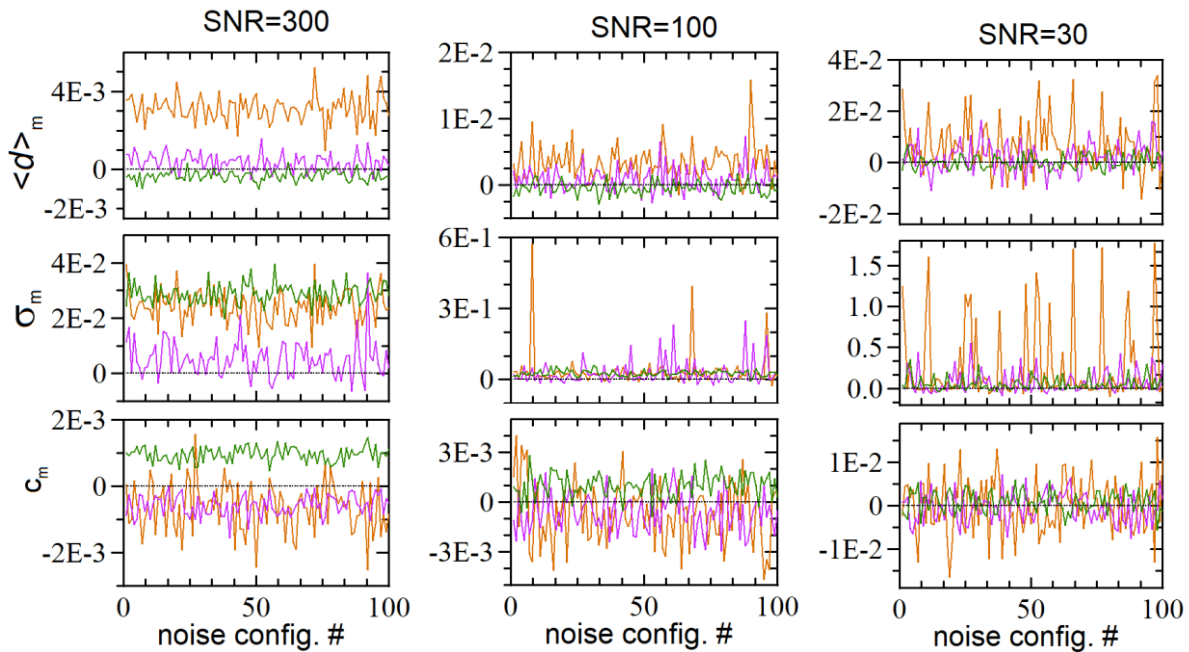 SNR=300
SNR=100
SNR=30
<d>m
4E-3
0
-2E-3
2E-2
1E-2
0
4E-2
2E-2
0
-2E-2
σm
4E-2
2E-2
0
6E-1
3E-1
0
1.5
1.0
0.5
0.0
cm
2E-3
0
-2E-3
3E-3
0
-3E-3
1E-2
0
-1E-2
0 50 100
0 50 100
0 50 100
noise config. #
noise config. #
noise config. #